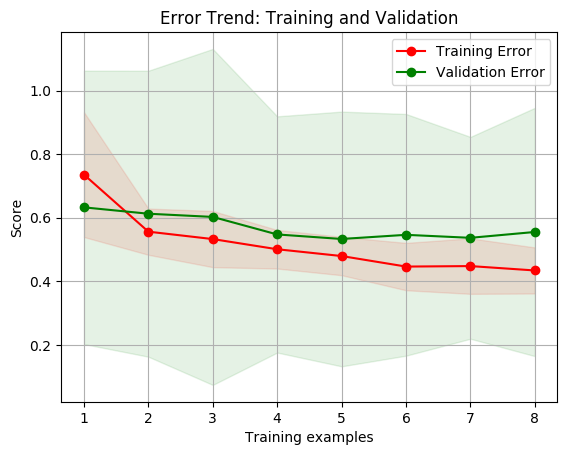 Error Trend: Training and Validation
Training Error
Validation Error
1.0
0.8
0.6
0.4
0.2
Score
1 2 3 4 5 6 7 8
Training examples